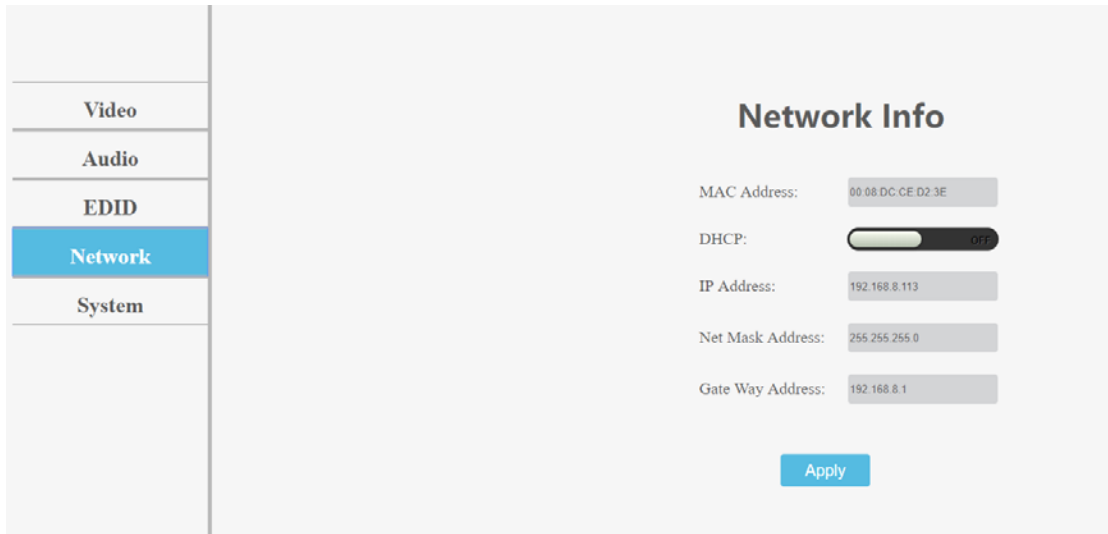 Video
Audio
EDID
Network
System
Network Info
MAC Address: 00:08:DC:CE:D2:3E
DHCP: OFF
IP Address: 192.168.8.113
Net Mask Address: 255.255.255.0
Gate Way Address: 192.168.8.1
Apply